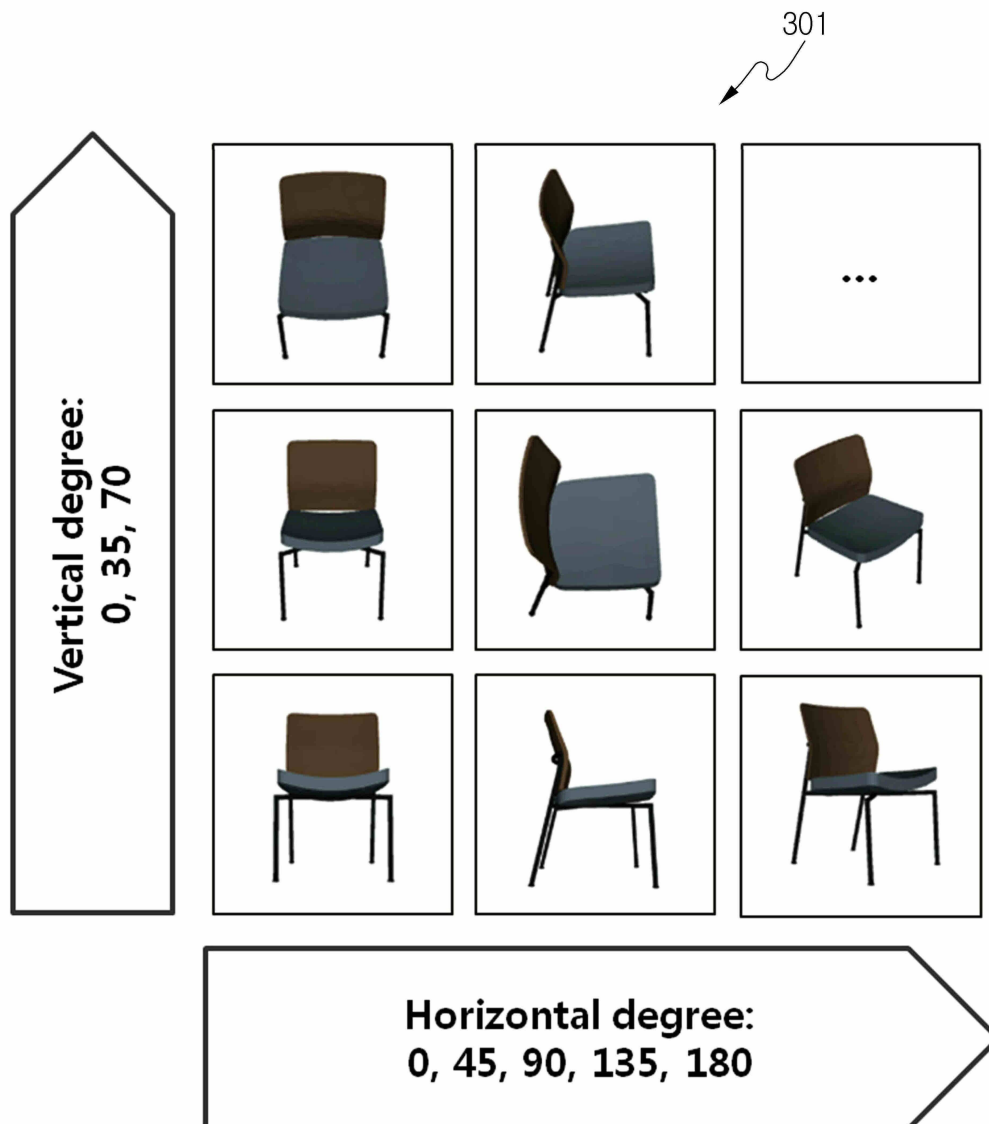 301
...
Vertical degree:
0, 35, 70
Horizontal degree:
0, 45, 90, 135, 180